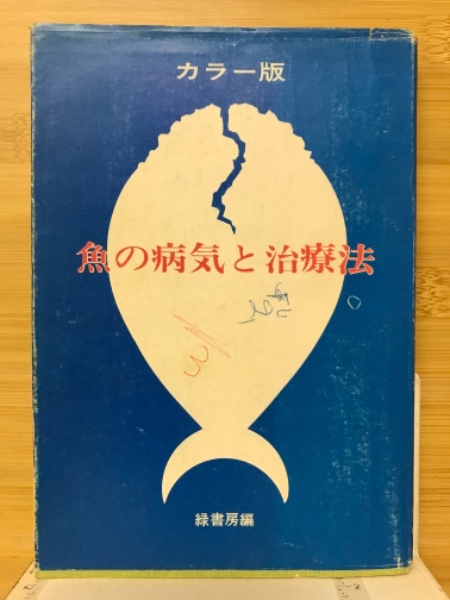 カラー版
魚の病気と治療法
緑書房編